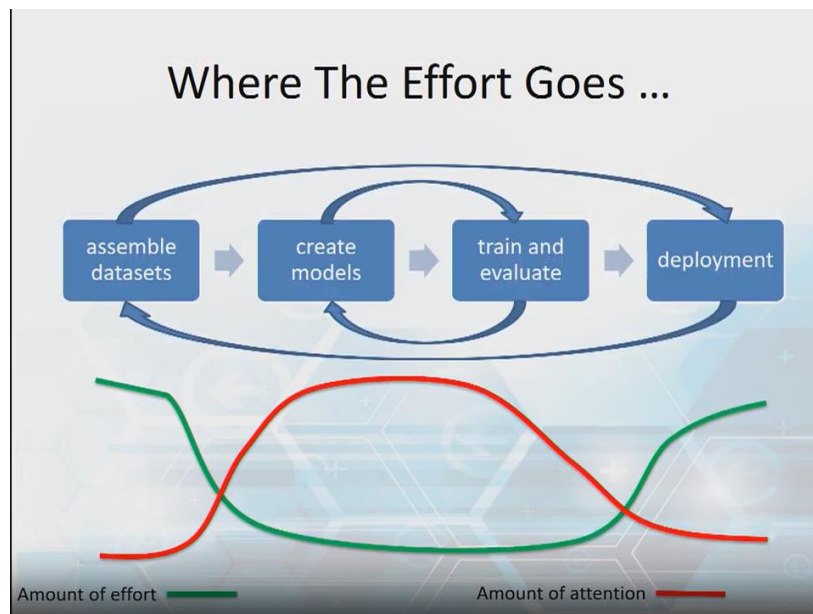 Where The Effort Goes ...
assemble
datasets
create
models
train and
evaluate
deployment
Amount of effort
Amount of attention